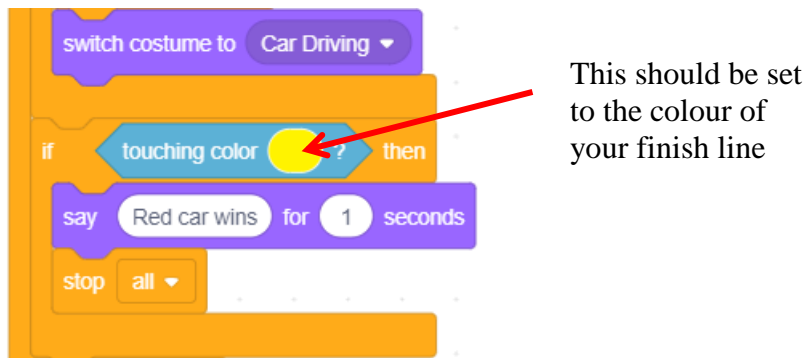 switch costume to Car Driving
This should be set
to the colour of
your finish line
if touching color ? then
say Red car wins for 1 seconds
stop all